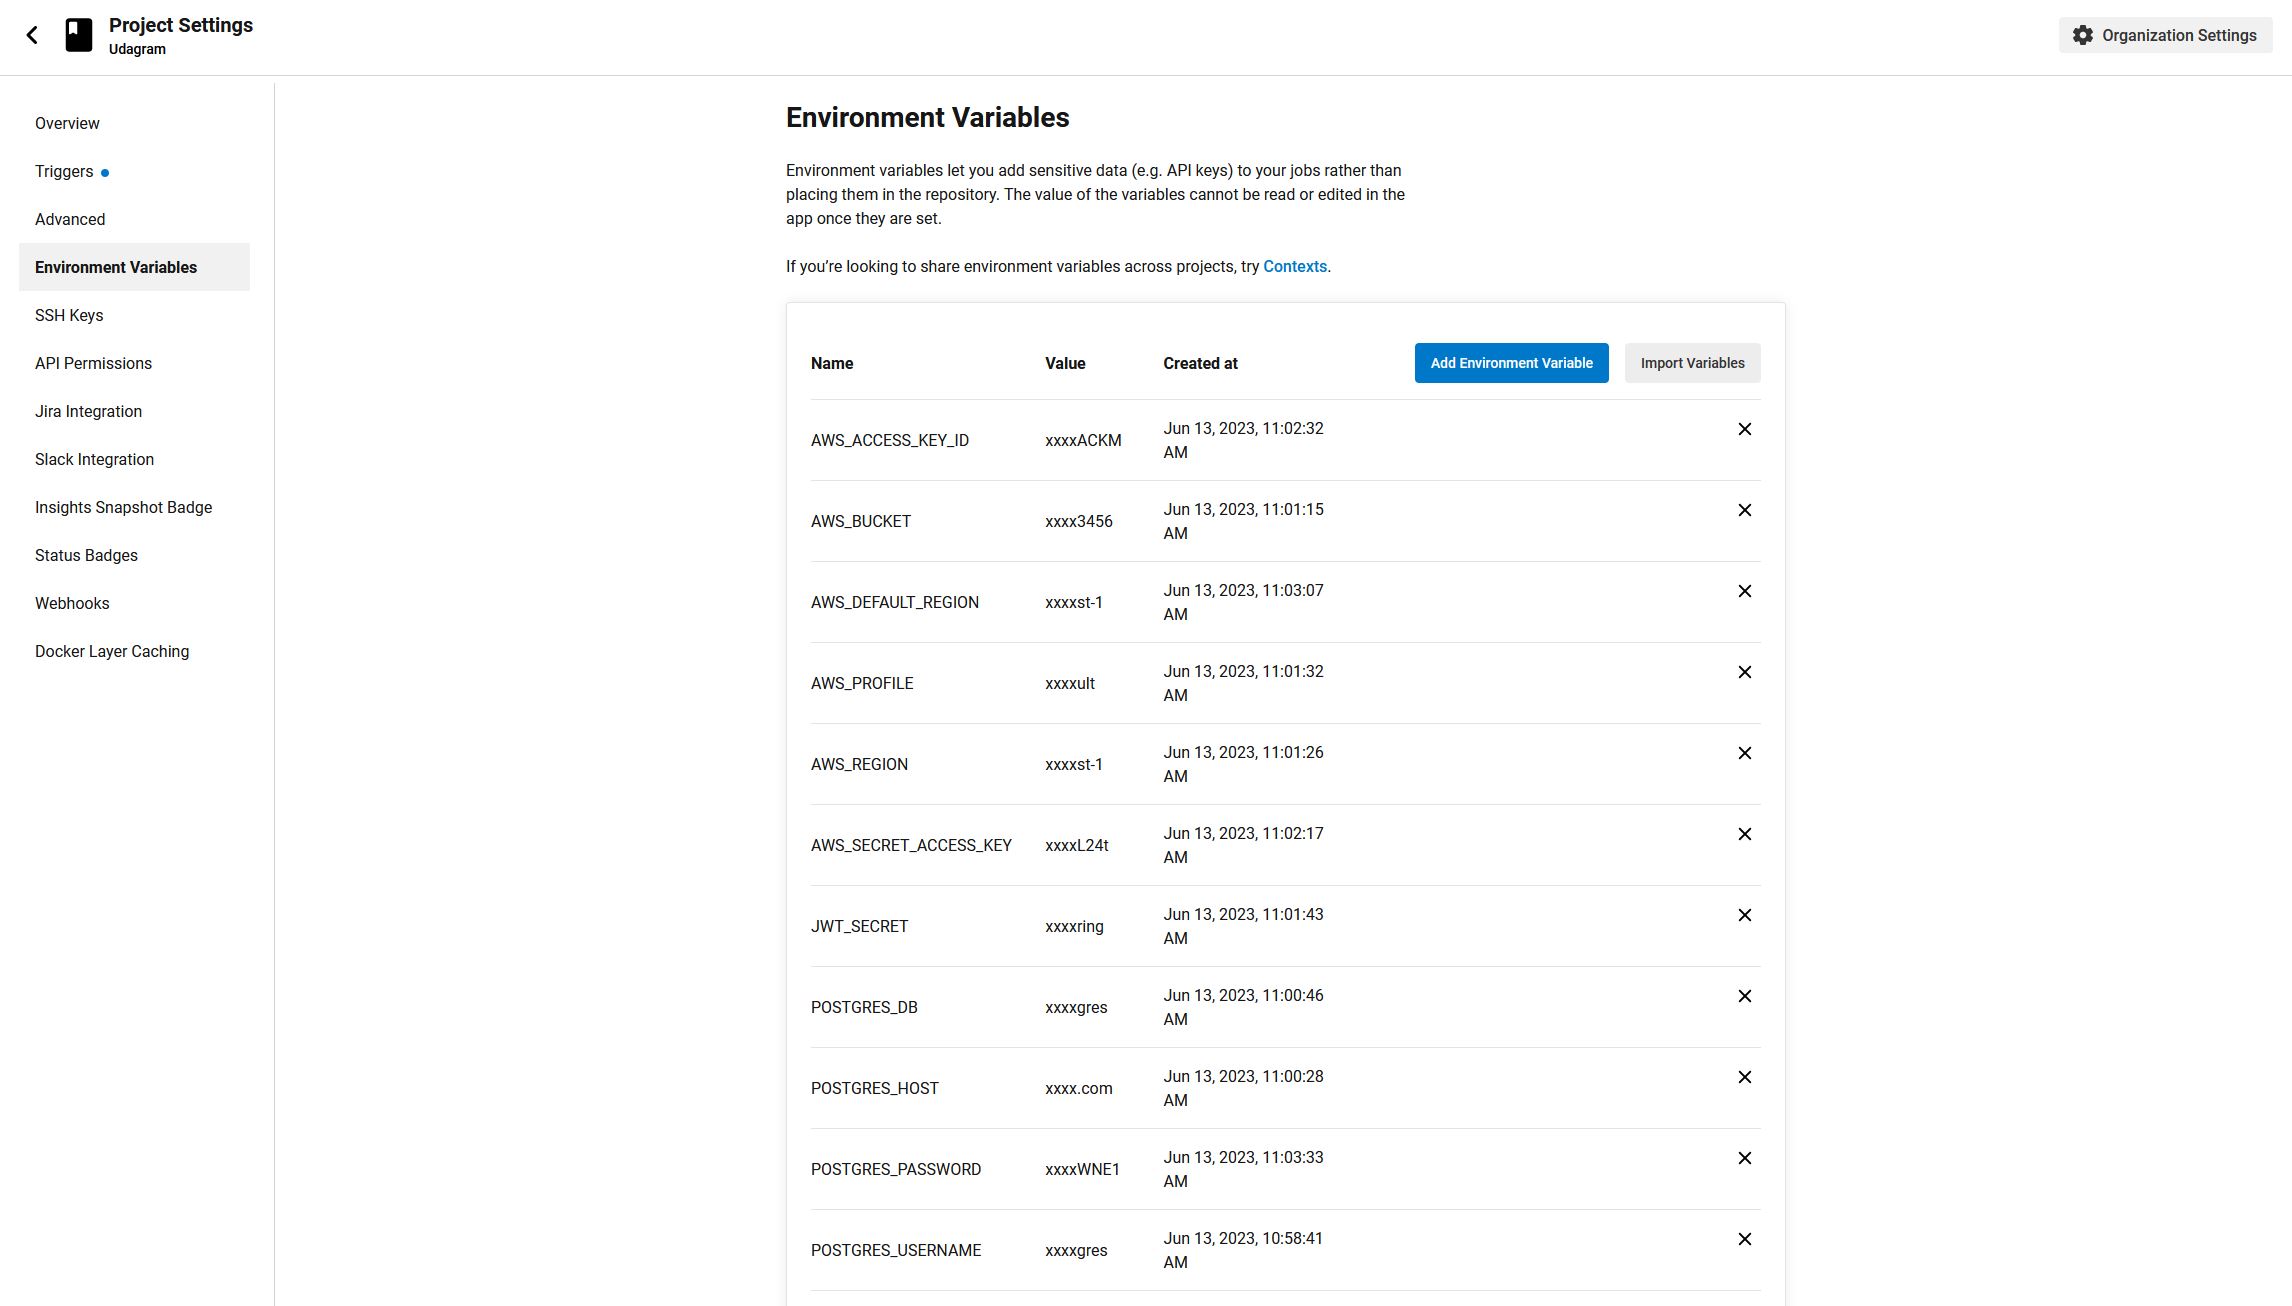 Project Settings
Udagram
Organization Settings
Overview
Triggers
Advanced
Environment Variables
SSH Keys
API Permissions
Jira Integration
Slack Integration
Insights Snapshot Badge
Status Badges
Webhooks
Docker Layer Caching
Environment Variables
Environment variables let you add sensitive data (e.g. API keys) to your jobs rather than
placing them in the repository. The value of the variables cannot be read or edited in the
app once they are set.
If you’re looking to share environment variables across projects, try Contexts.
Name Value Created at Add Environment Variable Import Variables
AWS_ACCESS_KEY_ID xxxxACKM Jun 13, 2023, 11:02:32
AM
AWS_BUCKET xxxx3456 Jun 13, 2023, 11:01:15
AM
AWS_DEFAULT_REGION xxxxst-1 Jun 13, 2023, 11:03:07
AM
AWS_PROFILE xxxxult Jun 13, 2023, 11:01:32
AM
AWS_REGION xxxxst-1 Jun 13, 2023, 11:01:26
AM
AWS_SECRET_ACCESS_KEY xxxxL24t Jun 13, 2023, 11:02:17
AM
JWT_SECRET xxxxring Jun 13, 2023, 11:01:43
AM
POSTGRES_DB xxxxgres Jun 13, 2023, 11:00:46
AM
POSTGRES_HOST xxxx.com Jun 13, 2023, 11:00:28
AM
POSTGRES_PASSWORD xxxxWNE1 Jun 13, 2023, 11:03:33
AM
POSTGRES_USERNAME xxxxgres Jun 13, 2023, 10:58:41
AM